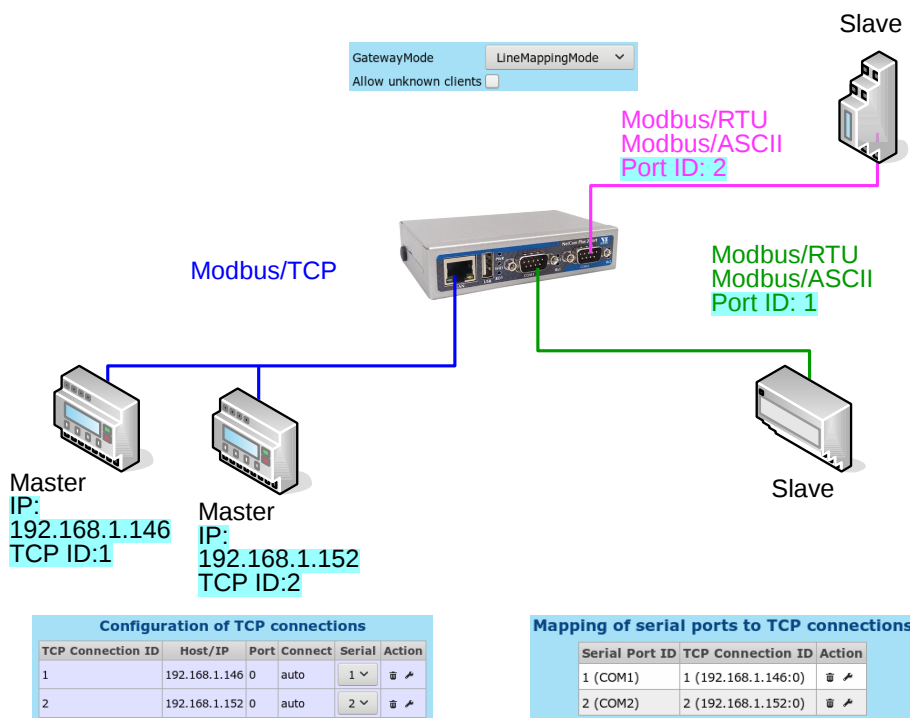 Slave
GatewayMode LineMappingMode
Allow unknown clients
Modbus/RTU
Modbus/ASCII
Port ID: 2
Modbus/TCP
Modbus/RTU
Modbus/ASCII
Port ID: 1
Master
IP:
192.168.1.146
TCP ID:1
Master
IP:
192.168.1.152
TCP ID:2
Slave
Configuration of TCP connections
TCP Connection ID Host/IP Port Connect Serial Action
1 192.168.1.146 0 auto 1
2 192.168.1.152 0 auto 2
Mapping of serial ports to TCP connections
Serial Port ID TCP Connection ID Action
1 (COM1) 1 (192.168.1.146:0)
2 (COM2) 2 (192.168.1.152:0)